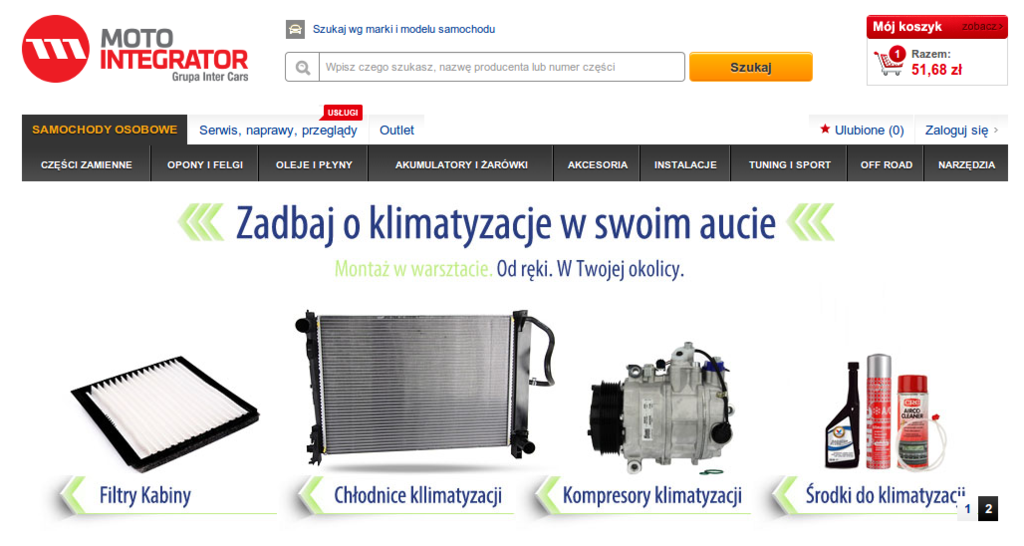 MOTO
INTEGRATOR
Grupa Inter Cars
Szukaj wg marki i modelu samochodu
Wpisz czego szukasz, nazwę producenta lub numer części
Szukaj
Mój koszyk zobacz >
1
Razem:
51,68 zł
USŁUGI
SAMOCHODY OSOBOWE Serwis, naprawy, przeglądy Outlet
Ulubione (0) Zaloguj się >
CZĘŚCI ZAMIENNE OPONY I FELGI OLEJE I PŁYNY AKUMULATORY I ŻARÓWKI AKCESORIA INSTALACJE TUNING I SPORT OFF ROAD NARZĘDZIA
Zadbaj o klimatyzacje w swoim aucie
Montaż w warsztacie. Od ręki. W Twojej okolicy.
AIRCO
CLEANER
Filtry Kabiny Chłodnice kllimatyzacji Kompresory klimatyzacji Środki do klimatyzacji
1 2